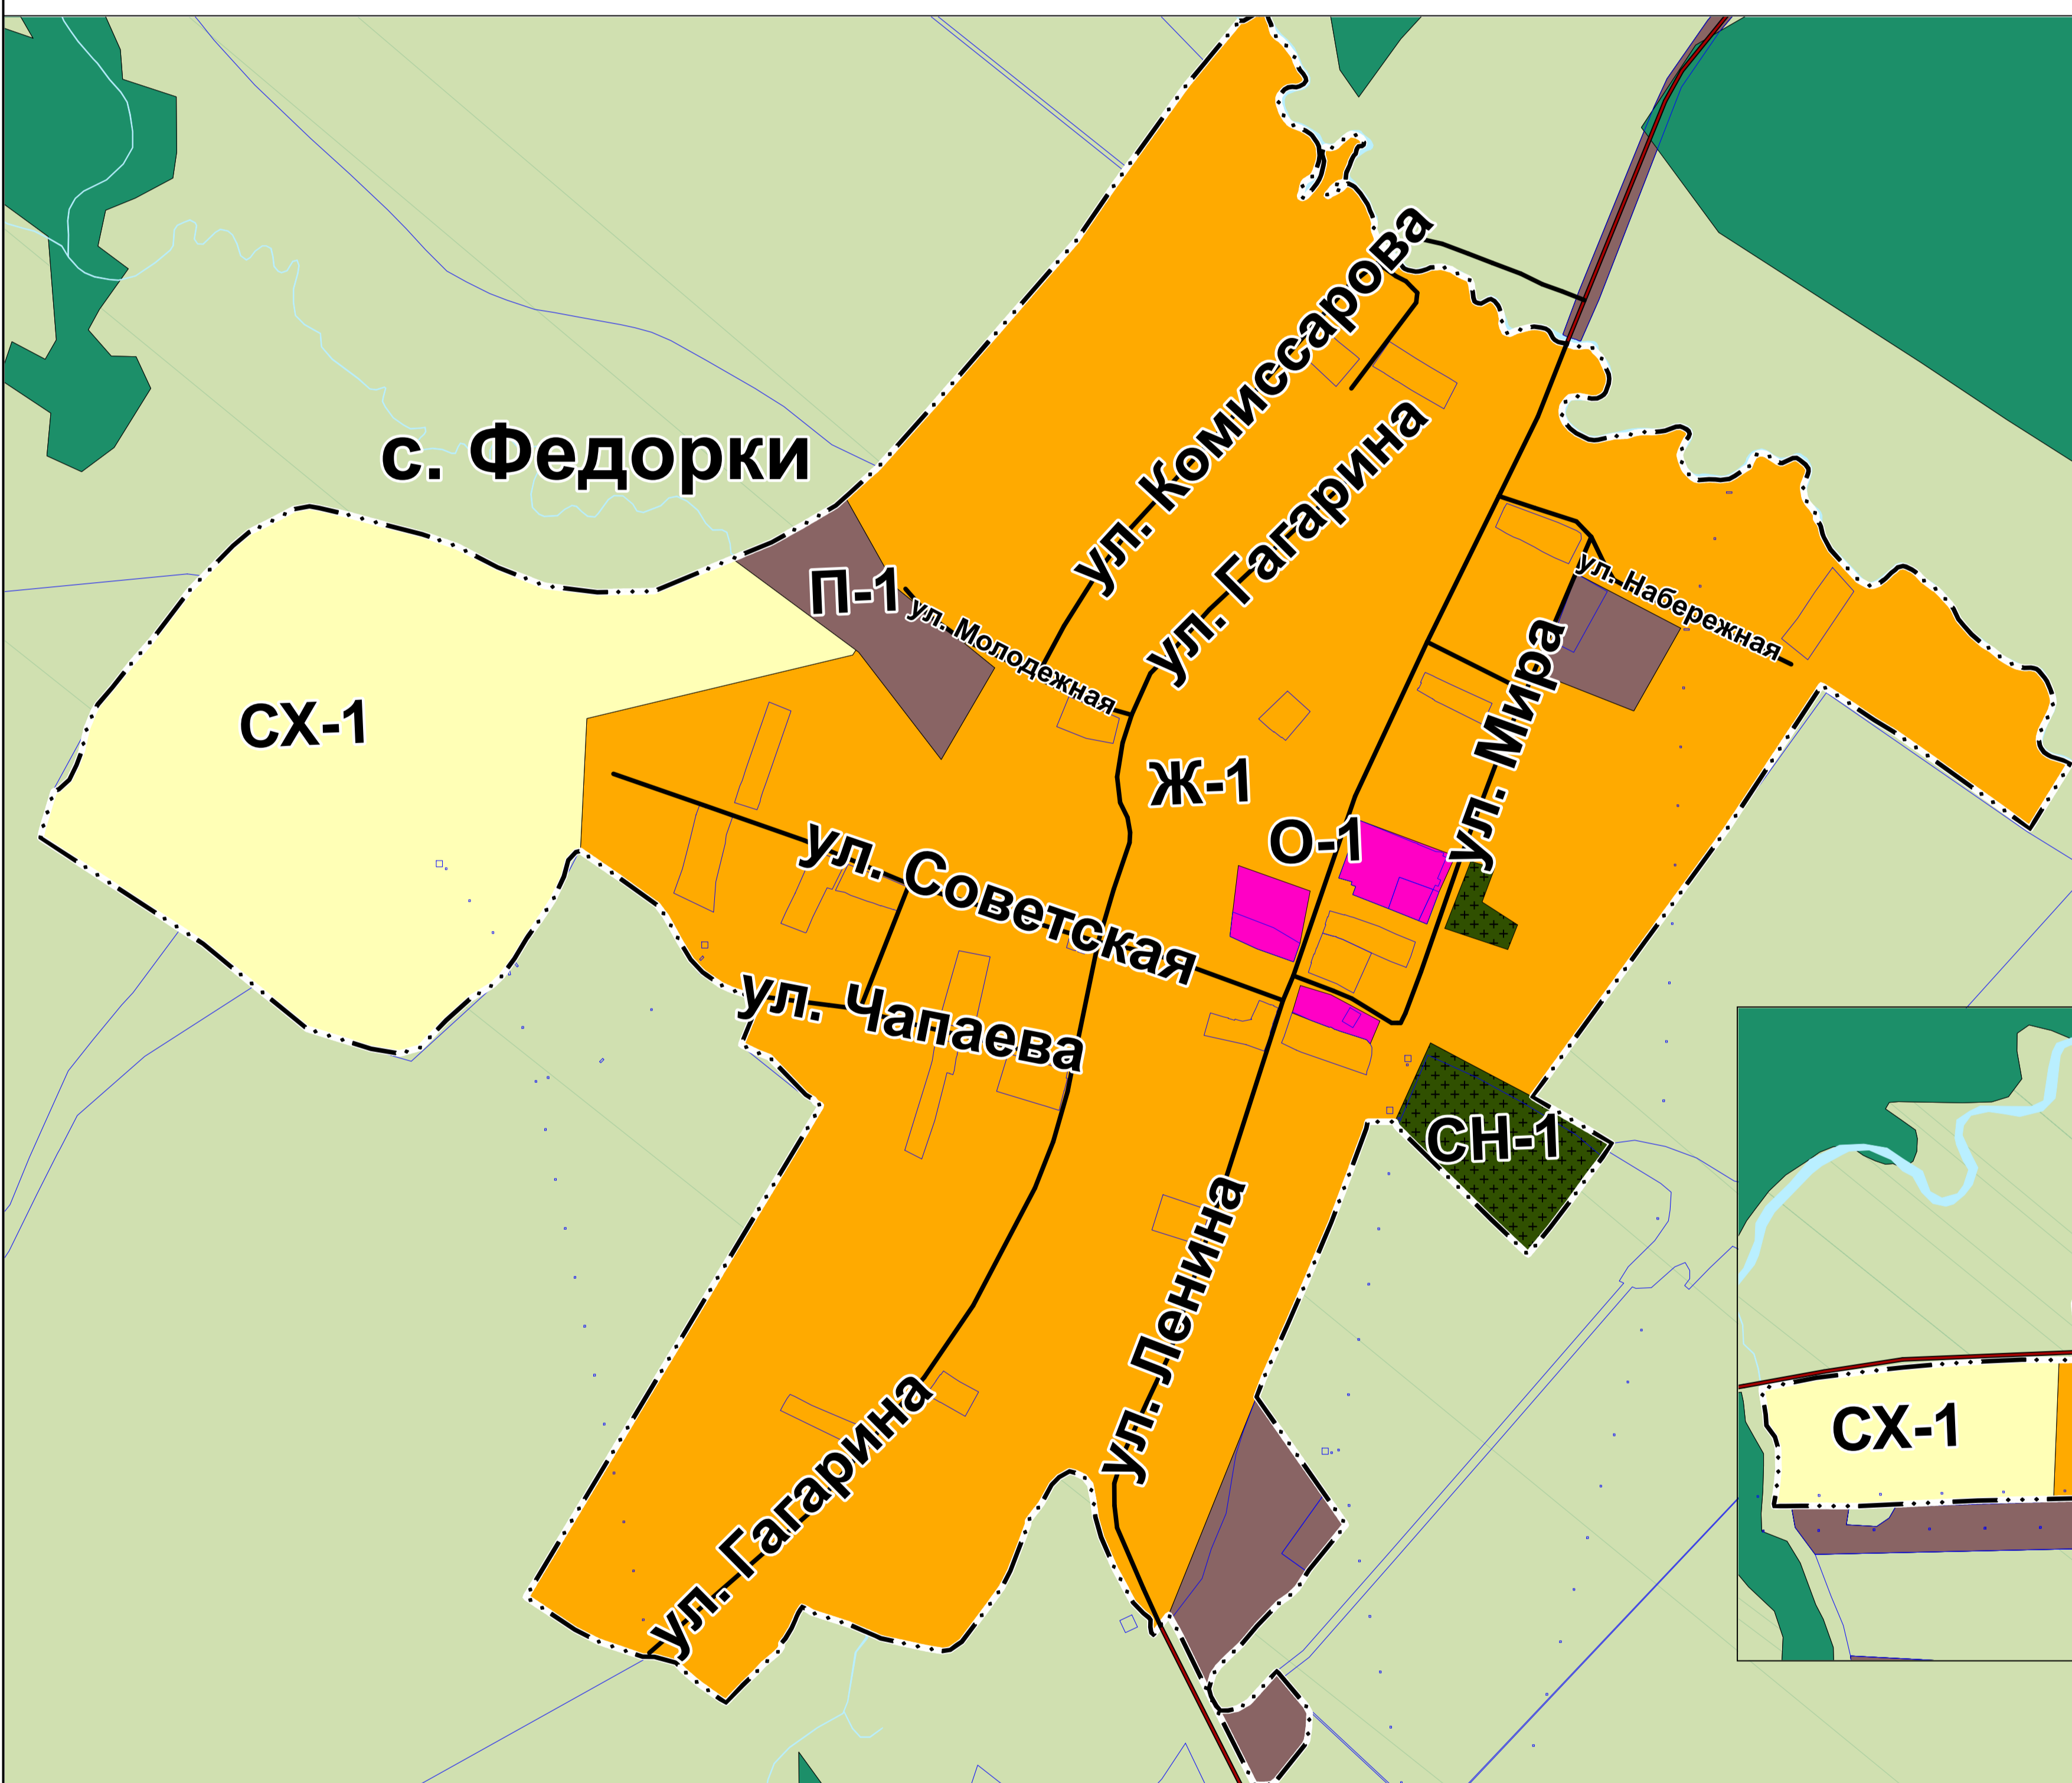 ул. Комиссарова
ул. Гагарина
с. Федорки
П-1
ул. Молодежная
ул. Набережная
ул. Мира
СХ-1
Ж-1
О-1
ул. Советская
ул. Чапаева
СН-1
ул. Ленина
ул. Гагарина
СХ-1